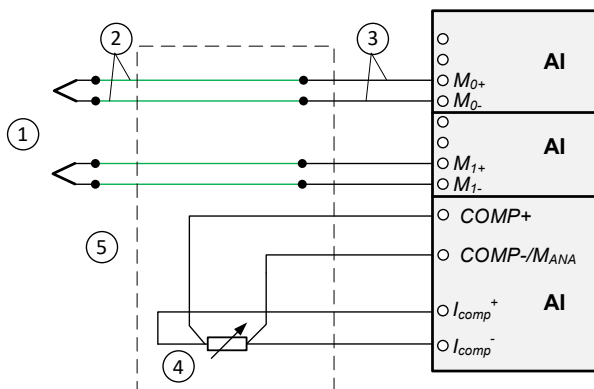 2
3
AI
M0+
M0-
1
AI
M1+
M1-
COMP+
5
COMP-/MANA
AI
Icomp+
Icomp-
4